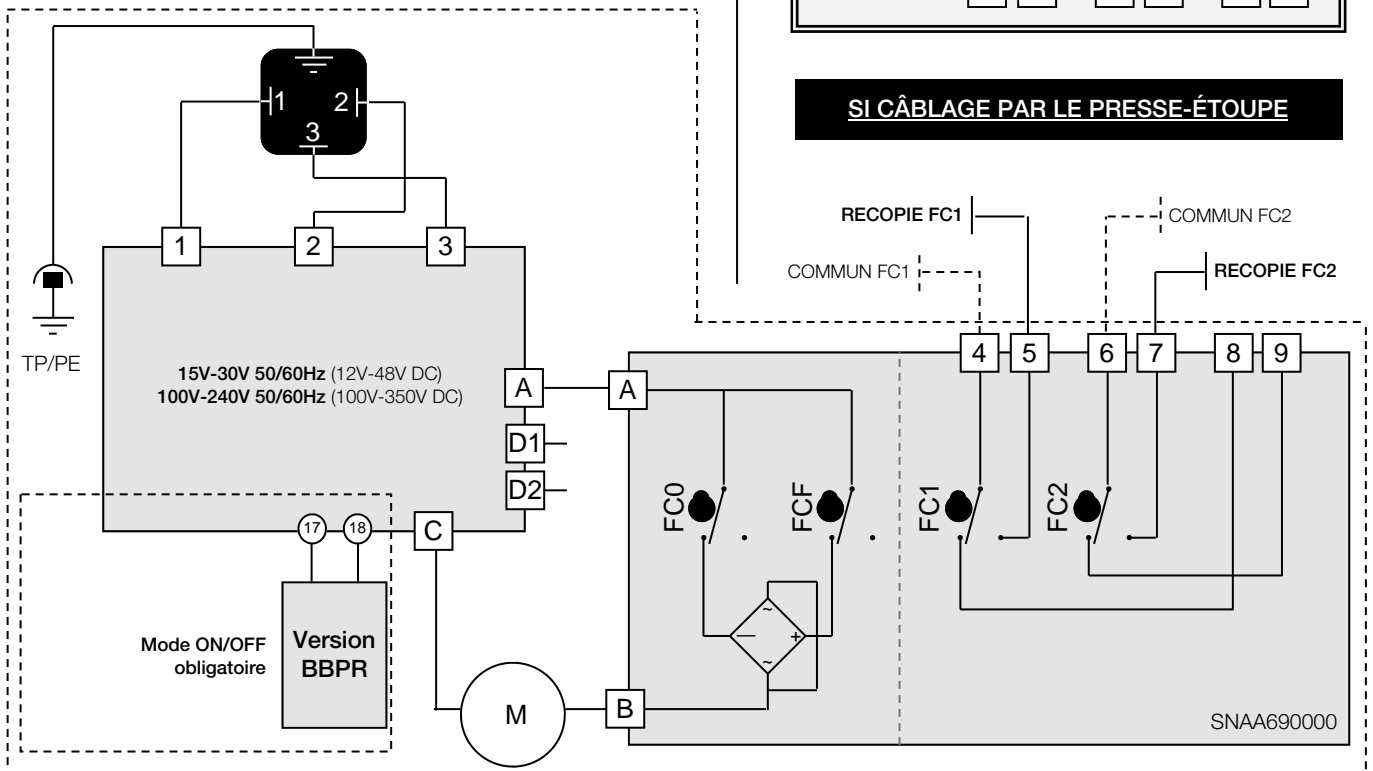 SI CÂBLAGE PAR LE PRESSE-ÉTOUPE
1
2
3
RECOPIE FC1
COMMUN FC2
COMMUN FC1
RECOPIE FC2
1
2
3
TP/PE
15V-30V 50/60Hz (12V-48V DC)
100V-240V 50/60Hz (100V-350V DC)
A
D1
D2
C
17
18
Mode ON/OFF
obligatoire
Version
BBPR
M
A
B
4
5
6
7
8
9
FC0
FCF
FC1
FC2
~
—
+
~
SNAA690000